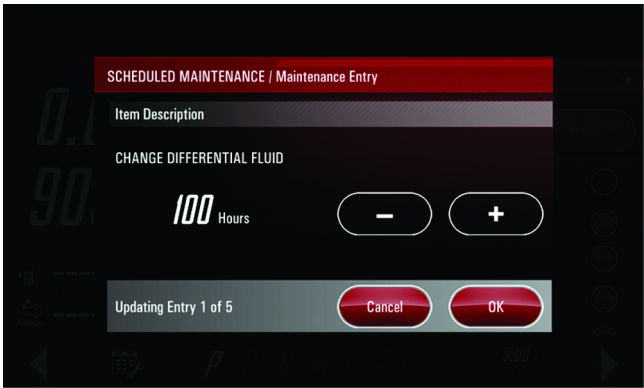 SCHEDULED MAINTENANCE / Maintenance Entry
Item Description
CHANGE DIFFERENTIAL FLUID
100 Hours − +
Updating Entry 1 of 5 Cancel OK
P R N M